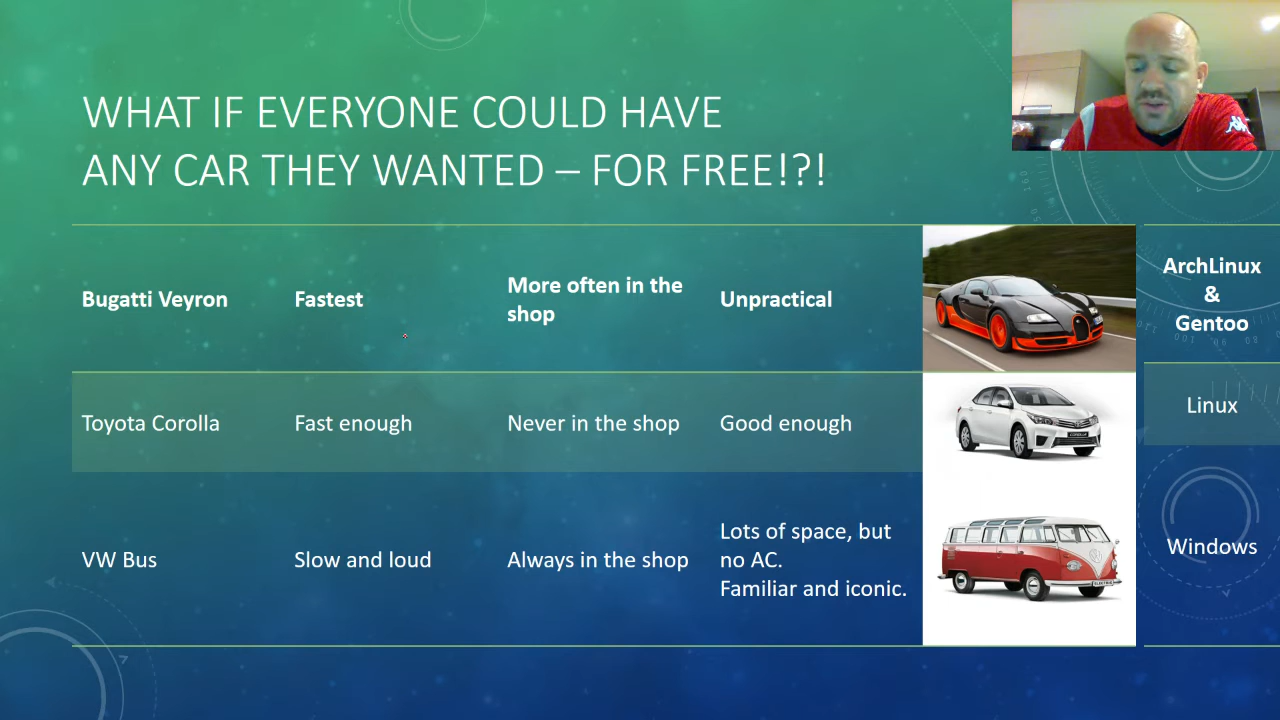 WHAT IF EVERYONE COULD HAVE
ANY CAR THEY WANTED – FOR FREE!?!
Bugatti Veyron
Fastest
More often in the
shop
Unpractical
ArchLinux
&
Gentoo
Toyota Corolla
Fast enough
Never in the shop
Good enough
Linux
VW Bus
Slow and loud
Always in the shop
Lots of space, but
no AC.
Familiar and iconic.
Windows